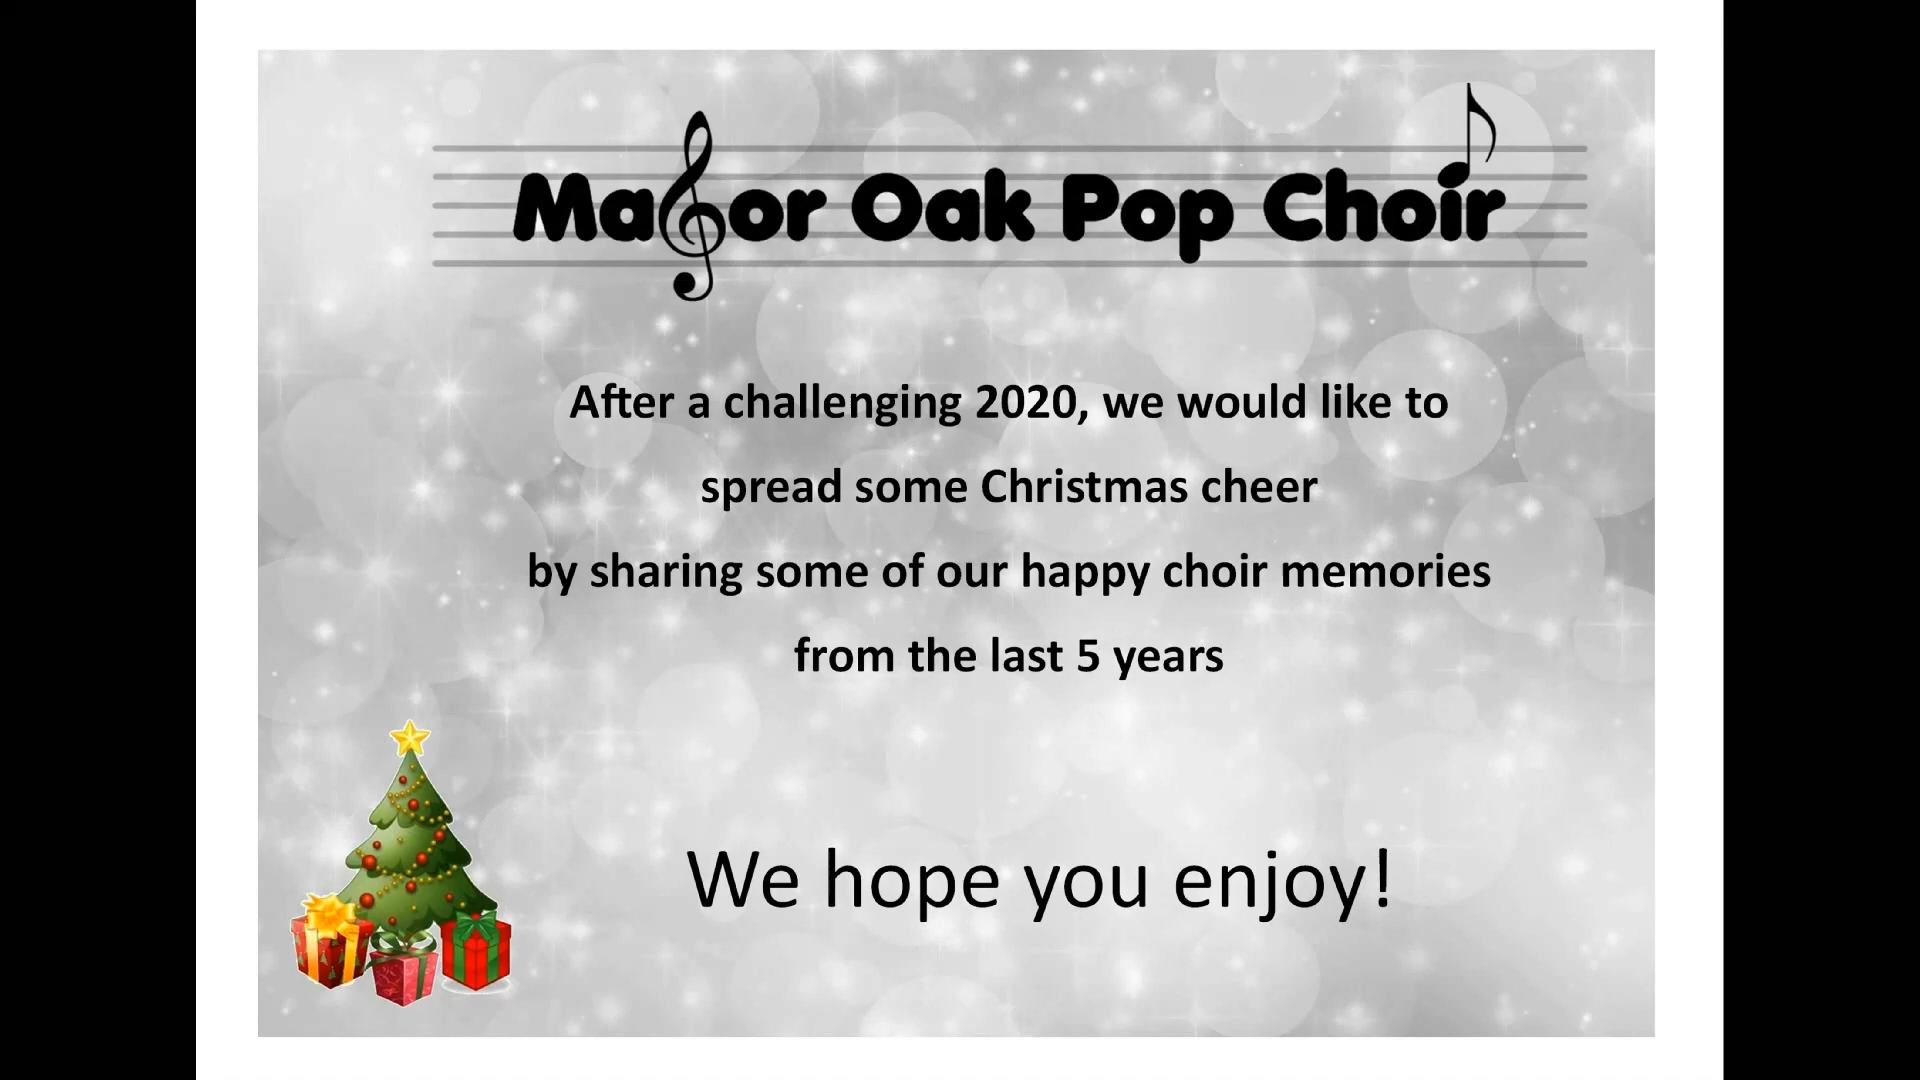 Major Oak Pop Choir
After a challenging 2020, we would like to
spread some Christmas cheer
by sharing some of our happy choir memories
from the last 5 years
We hope you enjoy!